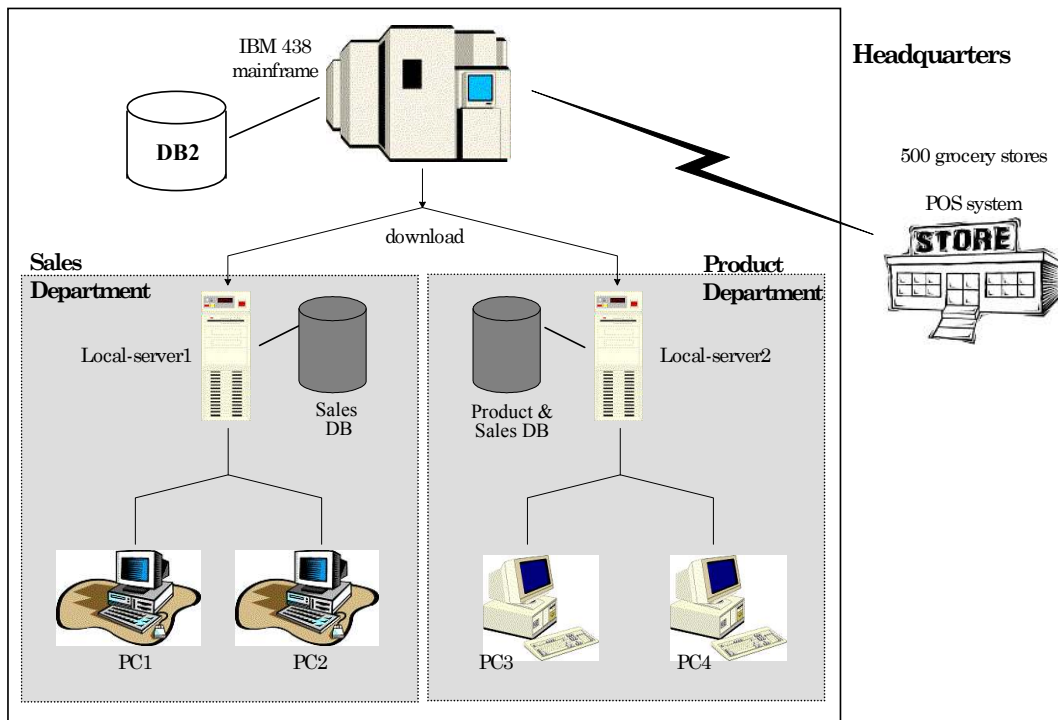 IBM 438
mainframe
Headquarters
DB2
500 grocery stores
POS system
STORE
download
Sales
Department
Product
Department
Local-server1
Sales
DB
Product &
Sales DB
Local-server2
PC1
PC2
PC3
PC4